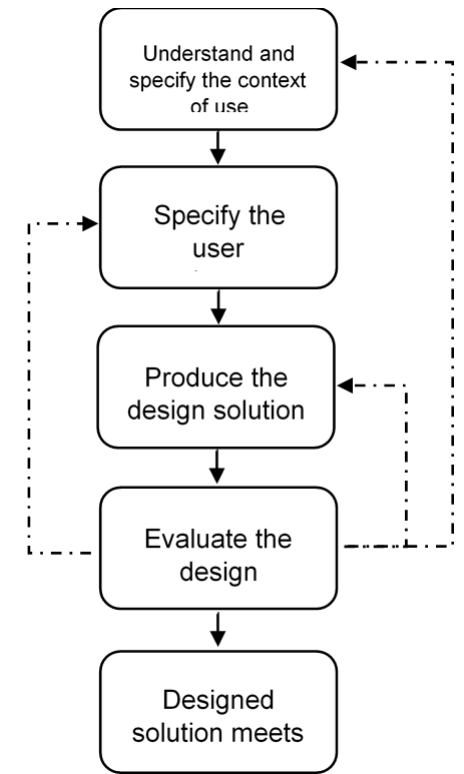 Understand and
specify the context
of use
Specify the
user
Produce the
design solution
Evaluate the
design
Designed
solution meets